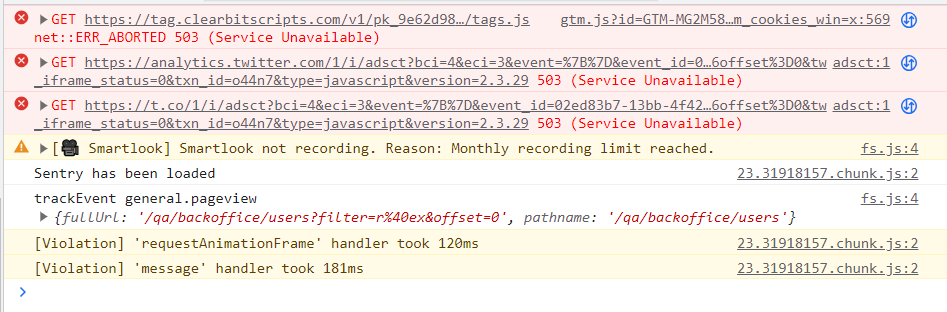 GET https://tag.clearbitscripts.com/v1/pk_9e62d98…/tags.js gtm.js?id=GTM-MG2M58…m_cookies_win=x:569
net::ERR_ABORTED 503 (Service Unavailable)
GET https://analytics.twitter.com/1/i/adsct?bci=4&eci=3&event=%7B%7D&event_id=0…6offset%3D0&tw adsct:1
_iframe_status=0&txn_id=o44n7&type=javascript&version=2.3.29 503 (Service Unavailable)
GET https://t.co/1/i/adsct?bci=4&eci=3&event=%7B%7D&event_id=02ed83b7-13bb-4f42…6offset%3D0&tw adsct:1
_iframe_status=0&txn_id=o44n7&type=javascript&version=2.3.29 503 (Service Unavailable)
[🎥 Smartlook] Smartlook not recording. Reason: Monthly recording limit reached. fs.js:4
Sentry has been loaded 23.31918157.chunk.js:2
trackEvent general.pageview fs.js:4
{fullUrl: '/qa/backoffice/users?filter=r%40ex&offset=0', pathname: '/qa/backoffice/users'}
[Violation] 'requestAnimationFrame' handler took 120ms 23.31918157.chunk.js:2
[Violation] 'message' handler took 181ms 23.31918157.chunk.js:2